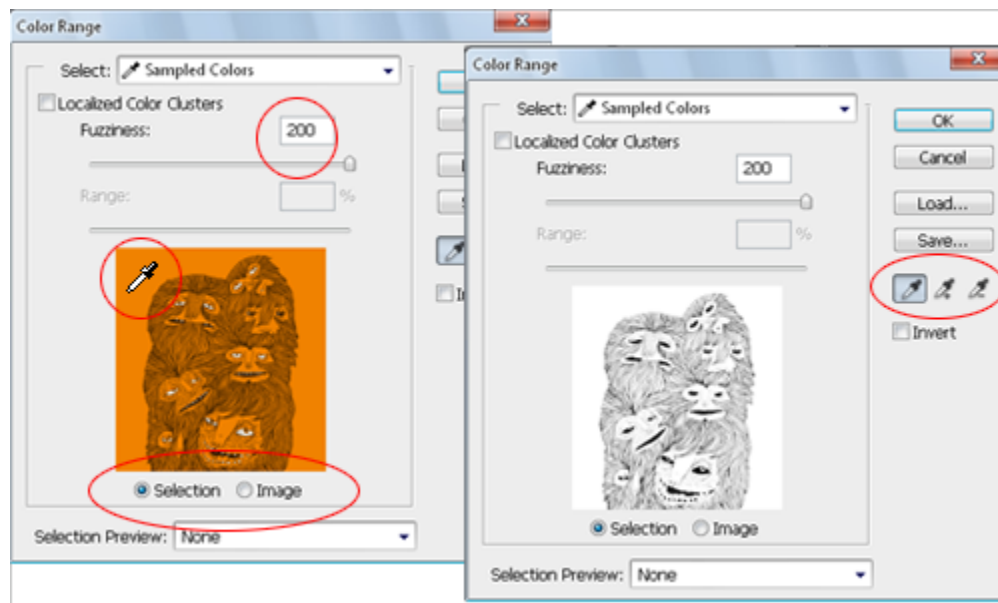 Color Range
Select: Sampled Colors
Localized Color Clusters
Fuzziness: 200
Range: %
Selection Image
Selection Preview: None
Color Range
Select: Sampled Colors
Localized Color Clusters
Fuzziness: 200
Range: %
Selection Image
Selection Preview: None
OK
Cancel
Load...
Save...
Invert